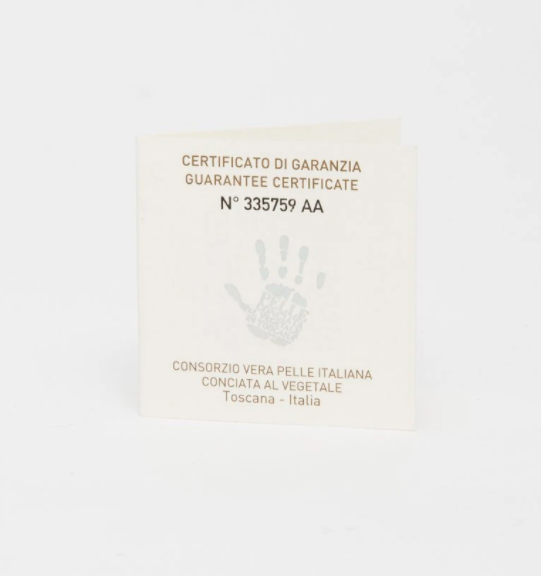 CERTIFICATO DI GARANZIA
GUARANTEE CERTIFICATE
N° 335759 AA
CONSORZIO VERA PELLE ITALIANA
CONCIATA AL VEGETALE
Toscana - Italia